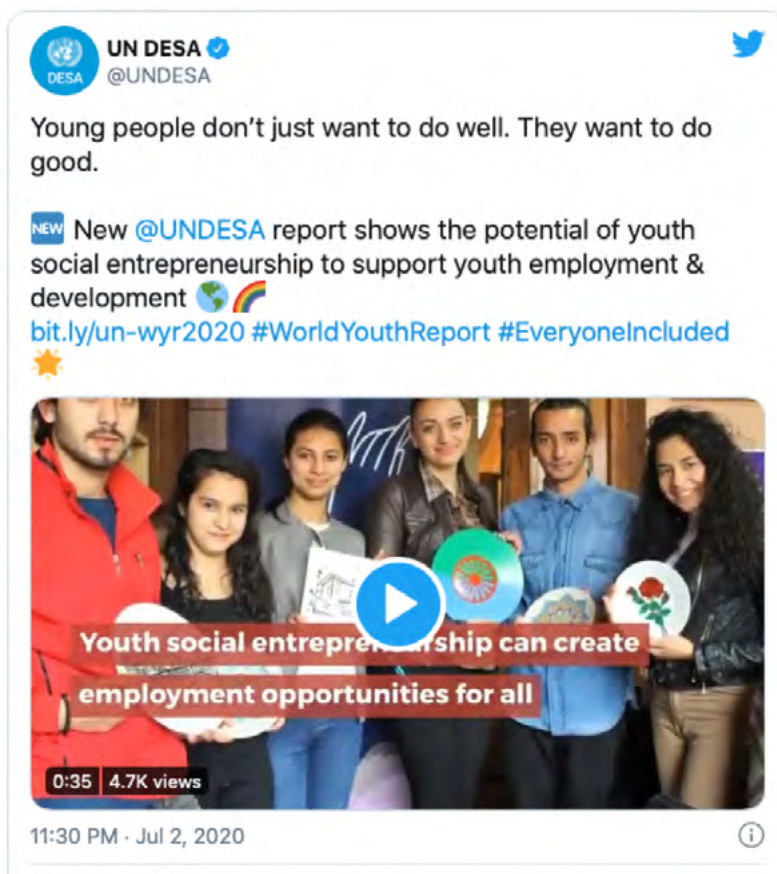 UN DESA
@UNDESA
DESA
Young people don't just want to do well. They want to do
good.
NEW New @UNDESA report shows the potential of youth
social entrepreneurship to support youth employment &
development
bit.ly/un-wyr2020 #WorldYouthReport #EveryoneIncluded
Youth social entrepre rship can create
employment opportunities for all
0:35 4.7K views
11:30 PM · Jul 2, 2020